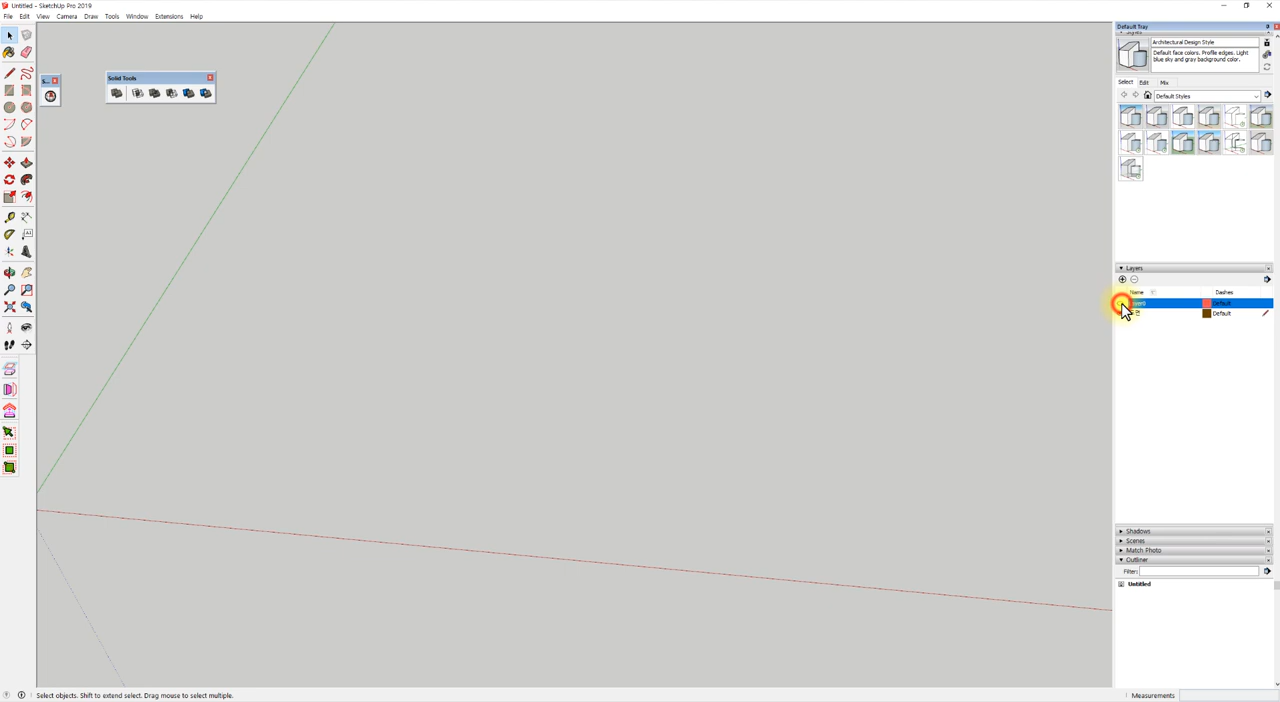 Untitled - SketchUp Pro 2019
File Edit View Camera Draw Tools Window Extensions Help
Default Tray
Styles
Architectural Design Style
Default face colors. Profile edges. Light
blue sky and gray background color.
Solid Tools
S...
Select Edit Mix
Default Styles
Layers
Name Dashes
Default
Default
Shadows
Scenes
Match Photo
Outliner
Filter:
Untitled
Select objects. Shift to extend select. Drag mouse to select multiple.
Measurements